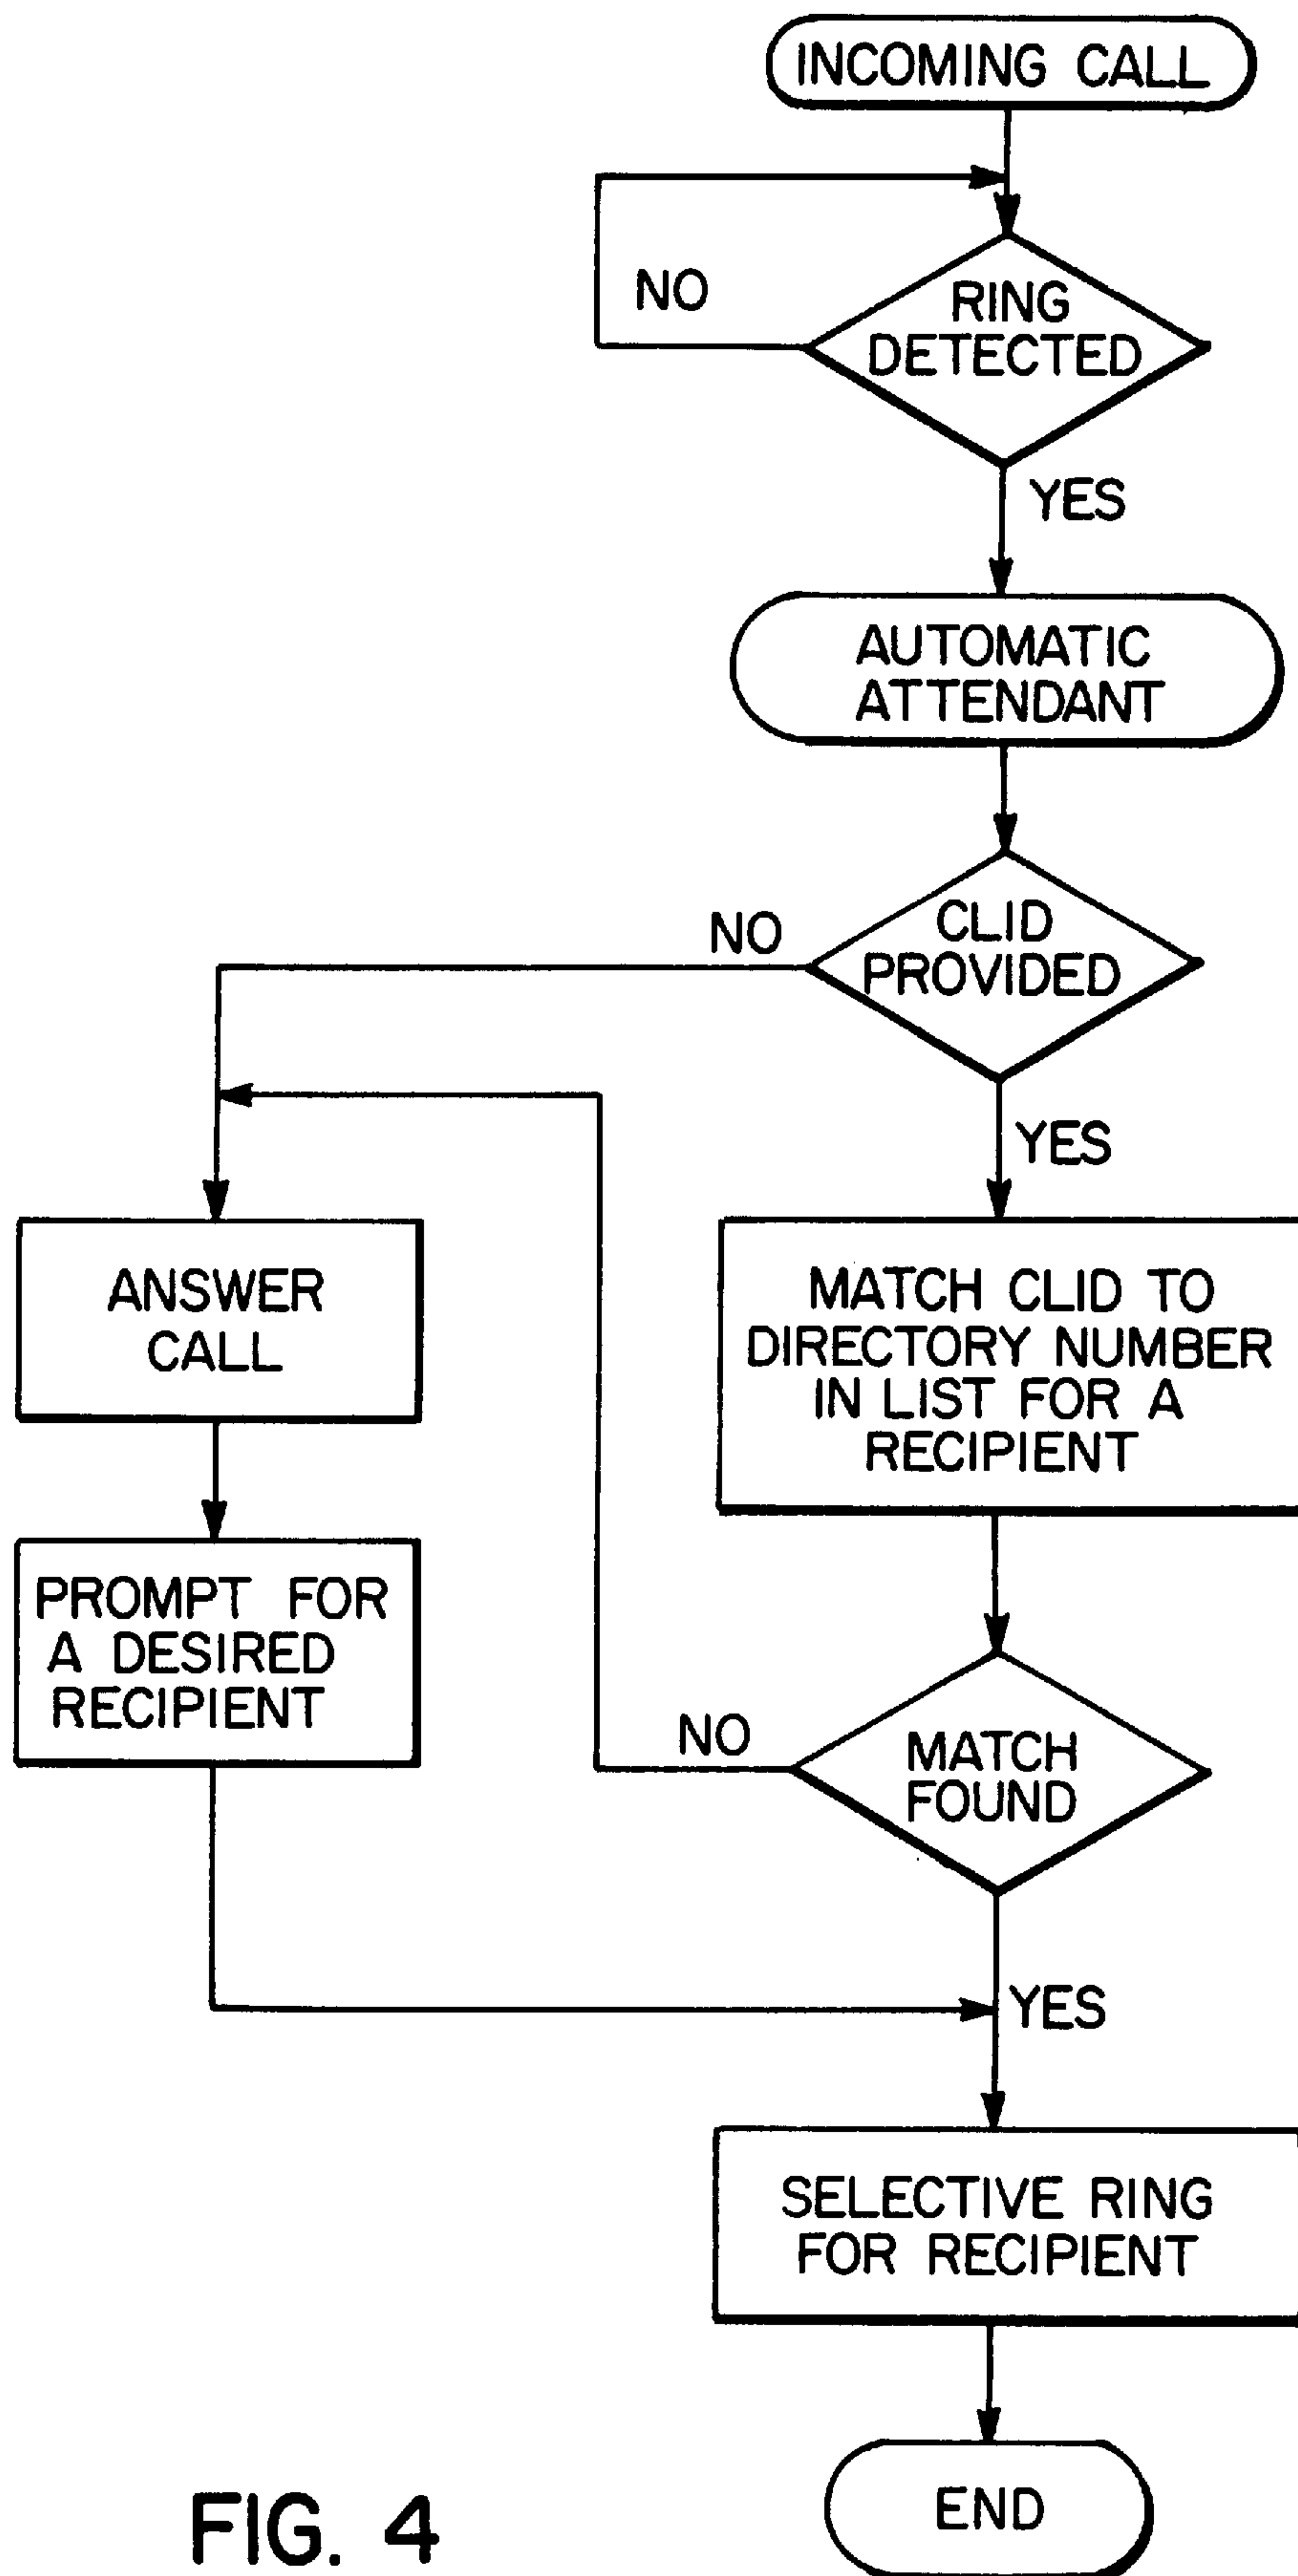 INCOMING CALL
NO
RING
DETECTED
YES
AUTOMATIC
ATTENDANT
NO
CLID
PROVIDED
YES
ANSWER
CALL
MATCH CLID TO
DIRECTORY NUMBER
IN LIST FOR A
RECIPIENT
PROMPT FOR
A DESIRED
RECIPIENT
NO
MATCH
FOUND
YES
SELECTIVE RING
FOR RECIPIENT
END
FIG. 4